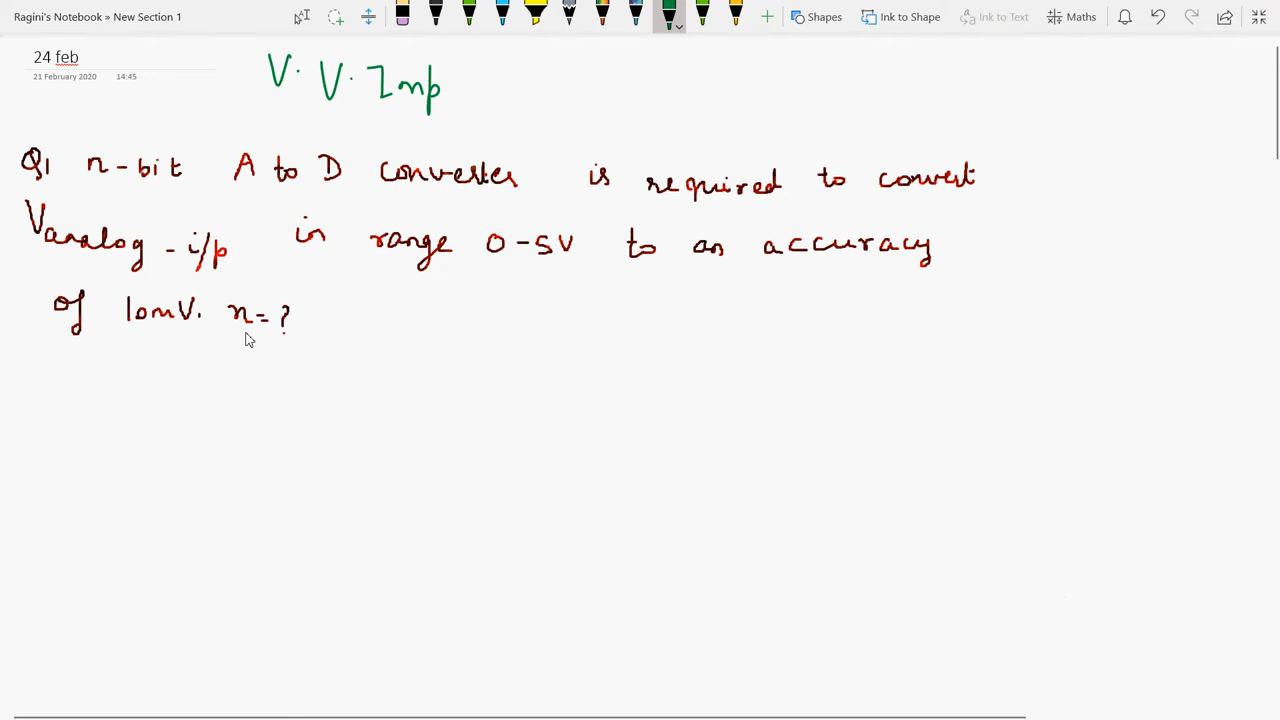 Ragini's Notebook » New Section 1
Shapes
Ink to Shape
Ink to Text
Maths
24 feb
21 February 2020 14:45
V. V. Imp
Q1 n-bit A to D converter is required to convert
Vanalog - i/p in range 0-5V to an accuracy
of 10mV. n=?